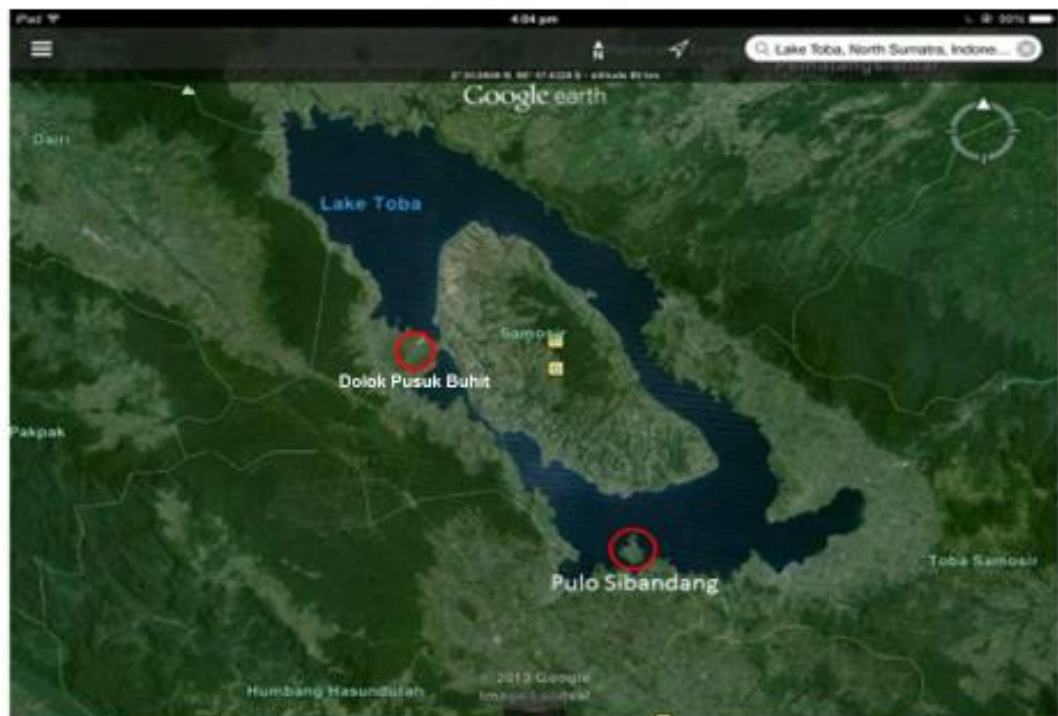 iPad
4:04 pm
99%
N
Lake Toba, North Sumatra, Indone...
Google earth
Dairi
Lake Toba
Samosir
Dolok Pusuk Buhit
Pakpak
Toba Samosir
Pulo Sibandang
2013 Google
Humbang Hasundutan